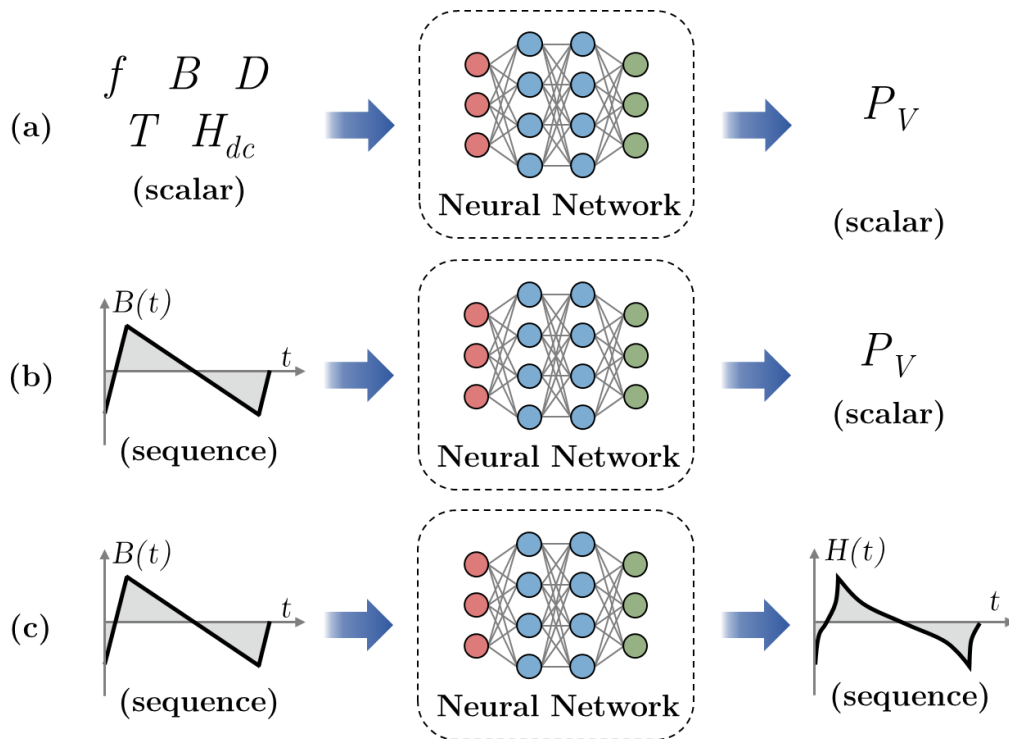 f B D
T H_dc
(a)
(scalar)
Neural Network
P_V
(scalar)
B(t)
t
(b)
(sequence)
Neural Network
P_V
(scalar)
B(t)
t
(c)
(sequence)
Neural Network
H(t)
t
(sequence)